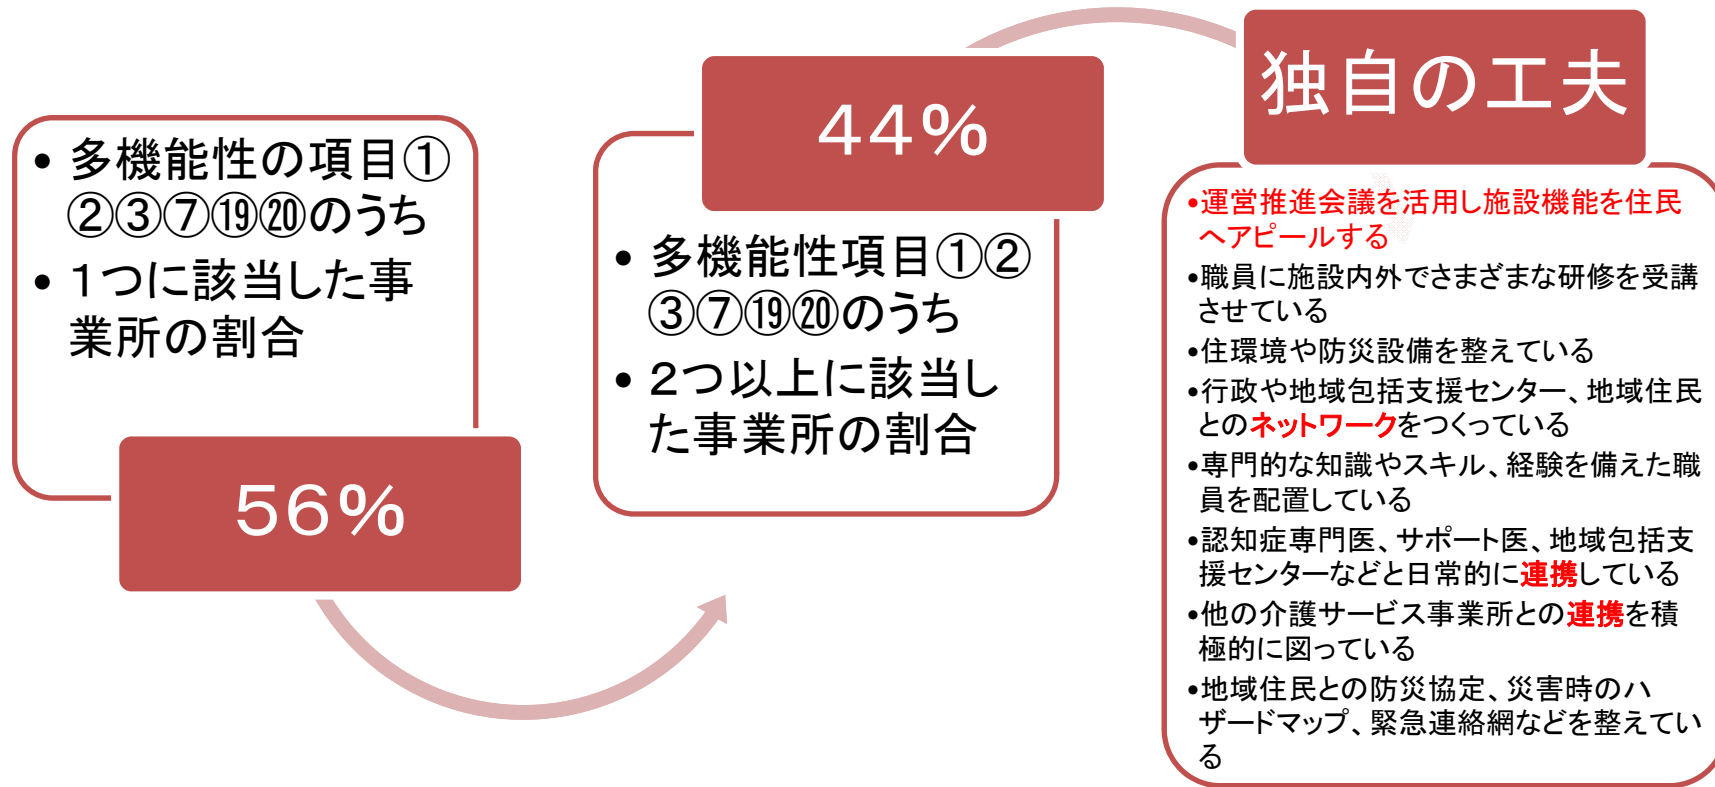 • 多機能性の項目①
②③⑦⑲⑳のうち
• 1つに該当した事
業所の割合
56%
44%
• 多機能性項目①②
③⑦⑲⑳のうち
• 2つ以上に該当し
た事業所の割合
独自の工夫
•運営推進会議を活用し施設機能を住民
へアピールする
•職員に施設内外でさまざまな研修を受講
させている
•住環境や防災設備を整えている
•行政や地域包括支援センター、地域住民
とのネットワークをつくっている
•専門的な知識やスキル、経験を備えた職
員を配置している
•認知症専門医、サポート医、地域包括支
援センターなどと日常的に連携している
•他の介護サービス事業所との連携を積
極的に図っている
•地域住民との防災協定、災害時のハ
ザードマップ、緊急連絡網などを整えてい
る